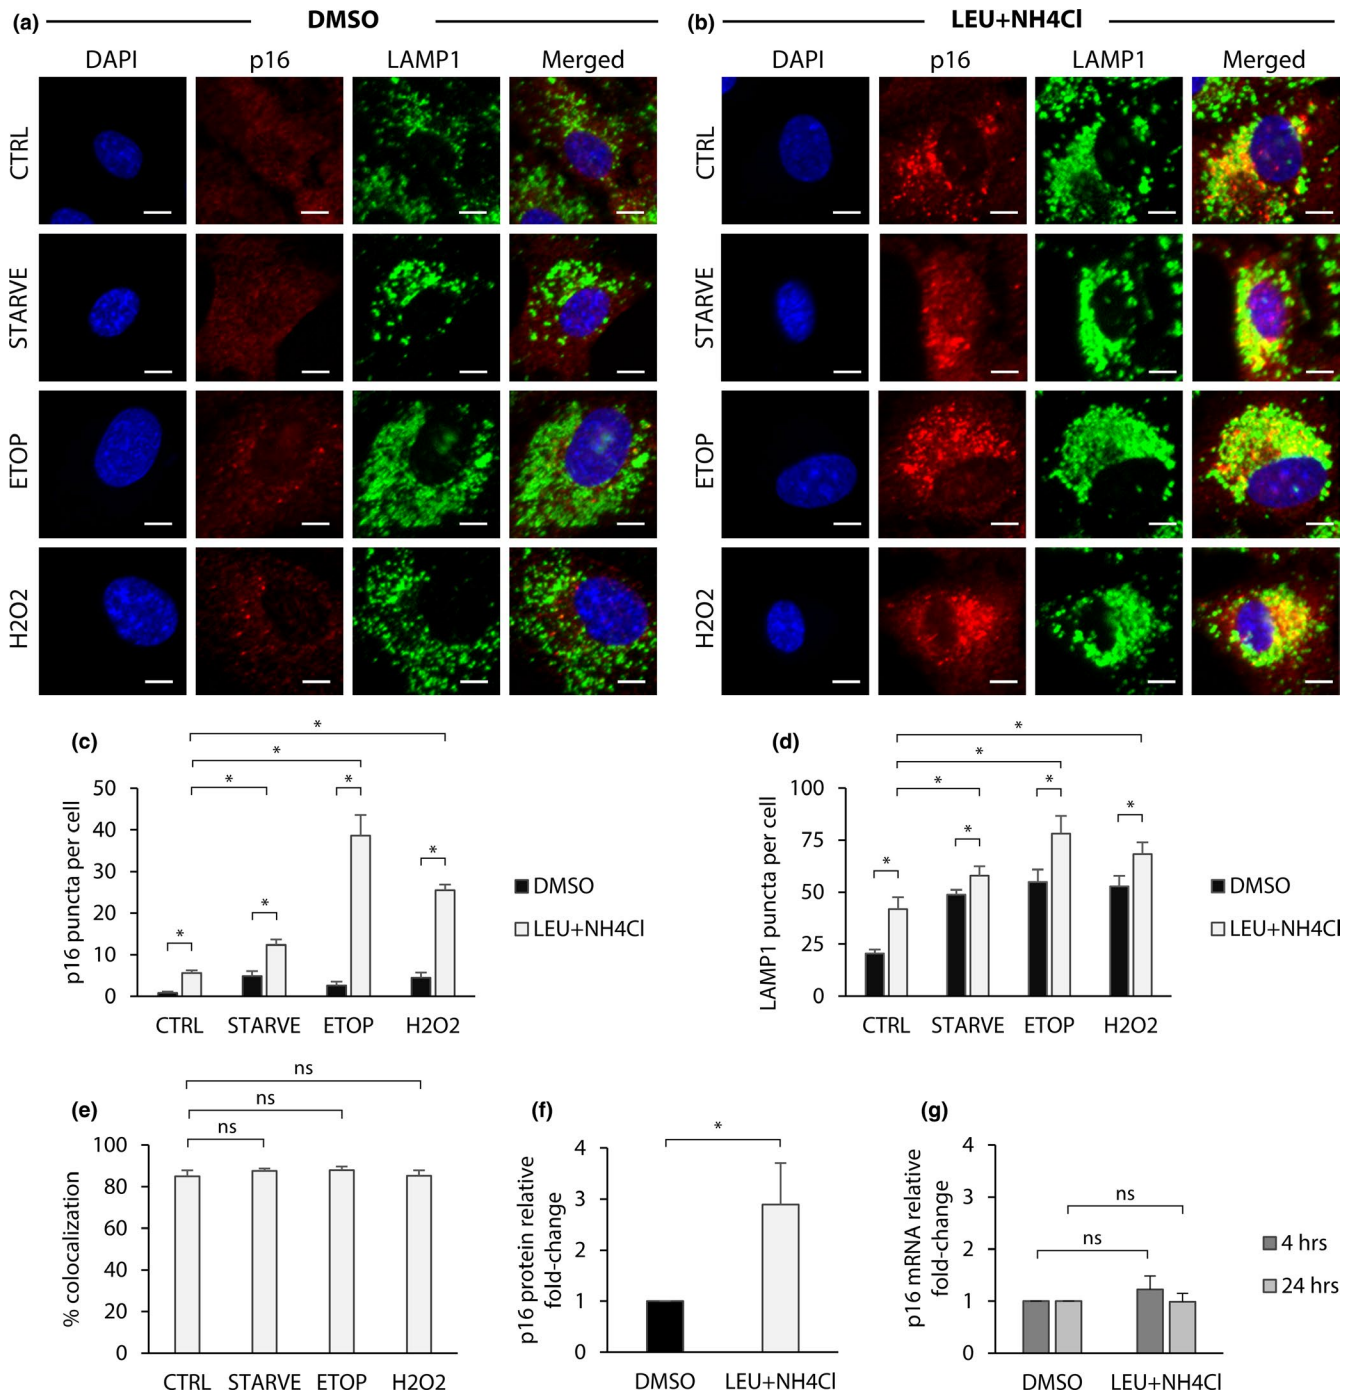 (a) DMSO
(b) LEU+NH4Cl
DAPI p16 LAMP1 Merged
DAPI p16 LAMP1 Merged
CTRL
STARVE
ETOP
H2O2
CTRL
STARVE
ETOP
H2O2
(c)
p16 puncta per cell
50
40
30
20
10
0
*
*
*
*
*
*
*
CTRL STARVE ETOP H2O2
DMSO
LEU+NH4Cl
(d)
LAMP1 puncta per cell
100
75
50
25
0
*
*
*
*
*
*
*
CTRL STARVE ETOP H2O2
DMSO
LEU+NH4Cl
(e)
% colocalization
100
80
60
40
20
0
ns
ns
ns
CTRL STARVE ETOP H2O2
(f)
p16 protein relative
fold-change
4
3
2
1
0
*
DMSO LEU+NH4Cl
(g)
p16 mRNA relative
fold-change
4
3
2
1
0
ns
ns
DMSO LEU+NH4Cl
4 hrs
24 hrs